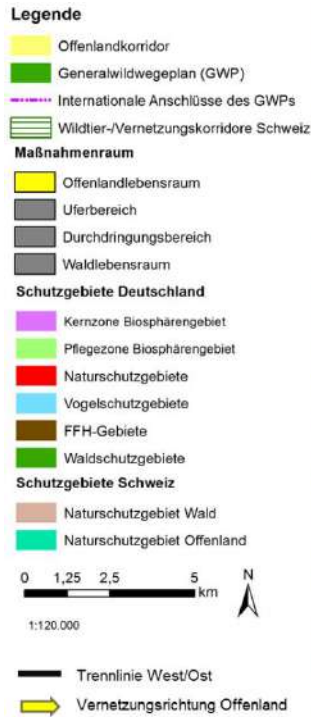 Legende
Offenlandkorridor
Generalwildwegeplan (GWP)
Internationale Anschlüsse des GWPs
Wildtier-/Vernetzungskorridore Schweiz
Maßnahmenraum
Offenlandlebensraum
Uferbereich
Durchdringungsbereich
Waldlebensraum
Schutzgebiete Deutschland
Kernzone Biosphärengebiet
Pflegezone Biosphärengebiet
Naturschutzgebiete
Vogelschutzgebiete
FFH-Gebiete
Waldschutzgebiete
Schutzgebiete Schweiz
Naturschutzgebiet Wald
Naturschutzgebiet Offenland
0 1,25 2,5 5 N
km
1:120.000
Trennlinie West/Ost
Vernetzungsrichtung Offenland